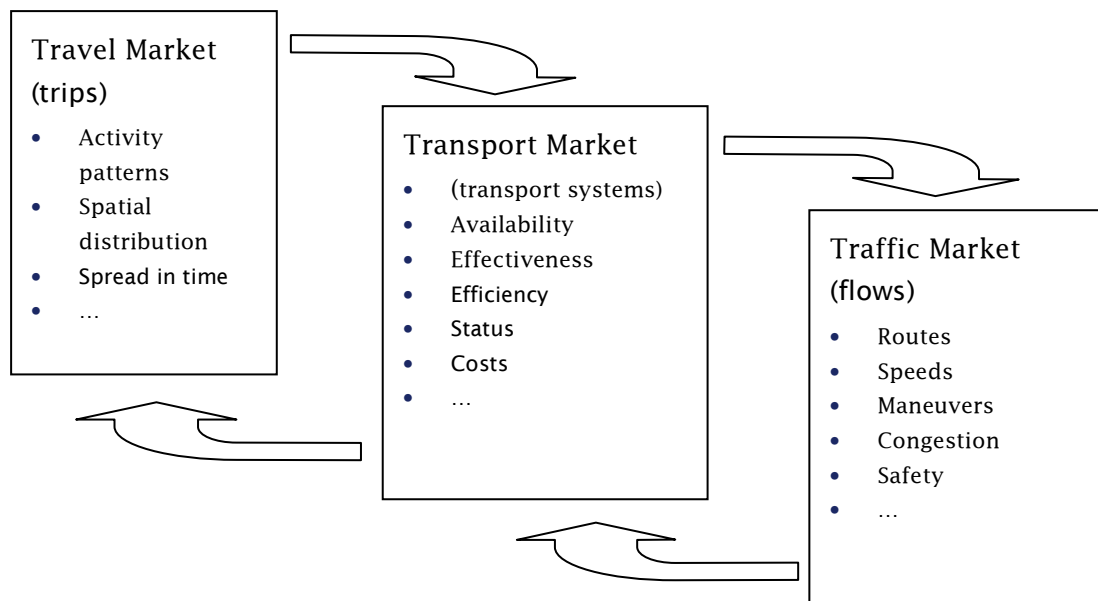 Travel Market
(trips)
• Activity
patterns
• Spatial
distribution
• Spread in time
• ...
Transport Market
• (transport systems)
• Availability
• Effectiveness
• Efficiency
• Status
• Costs
• ...
Traffic Market
(flows)
• Routes
• Speeds
• Maneuvers
• Congestion
• Safety
• ...